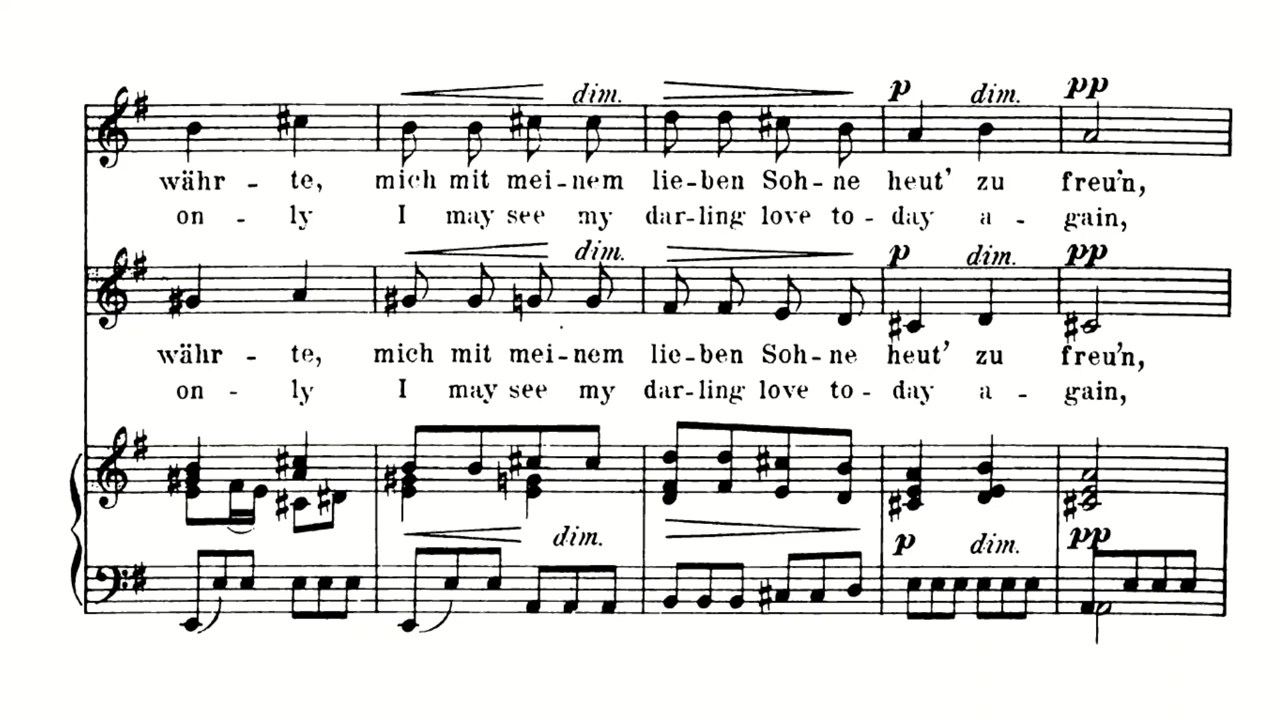 dim.
p dim. pp
währ - te, mich mit mei - nem lie - ben Soh - ne heut' zu freu'n,
on - ly I may see my dar - ling love to - day a - gain,
dim. p dim. pp
währ - te, mich mit mei - nem lie - ben Soh - ne heut' zu freu'n,
on - ly I may see my dar - ling love to - day a - gain,
dim. p dim. pp